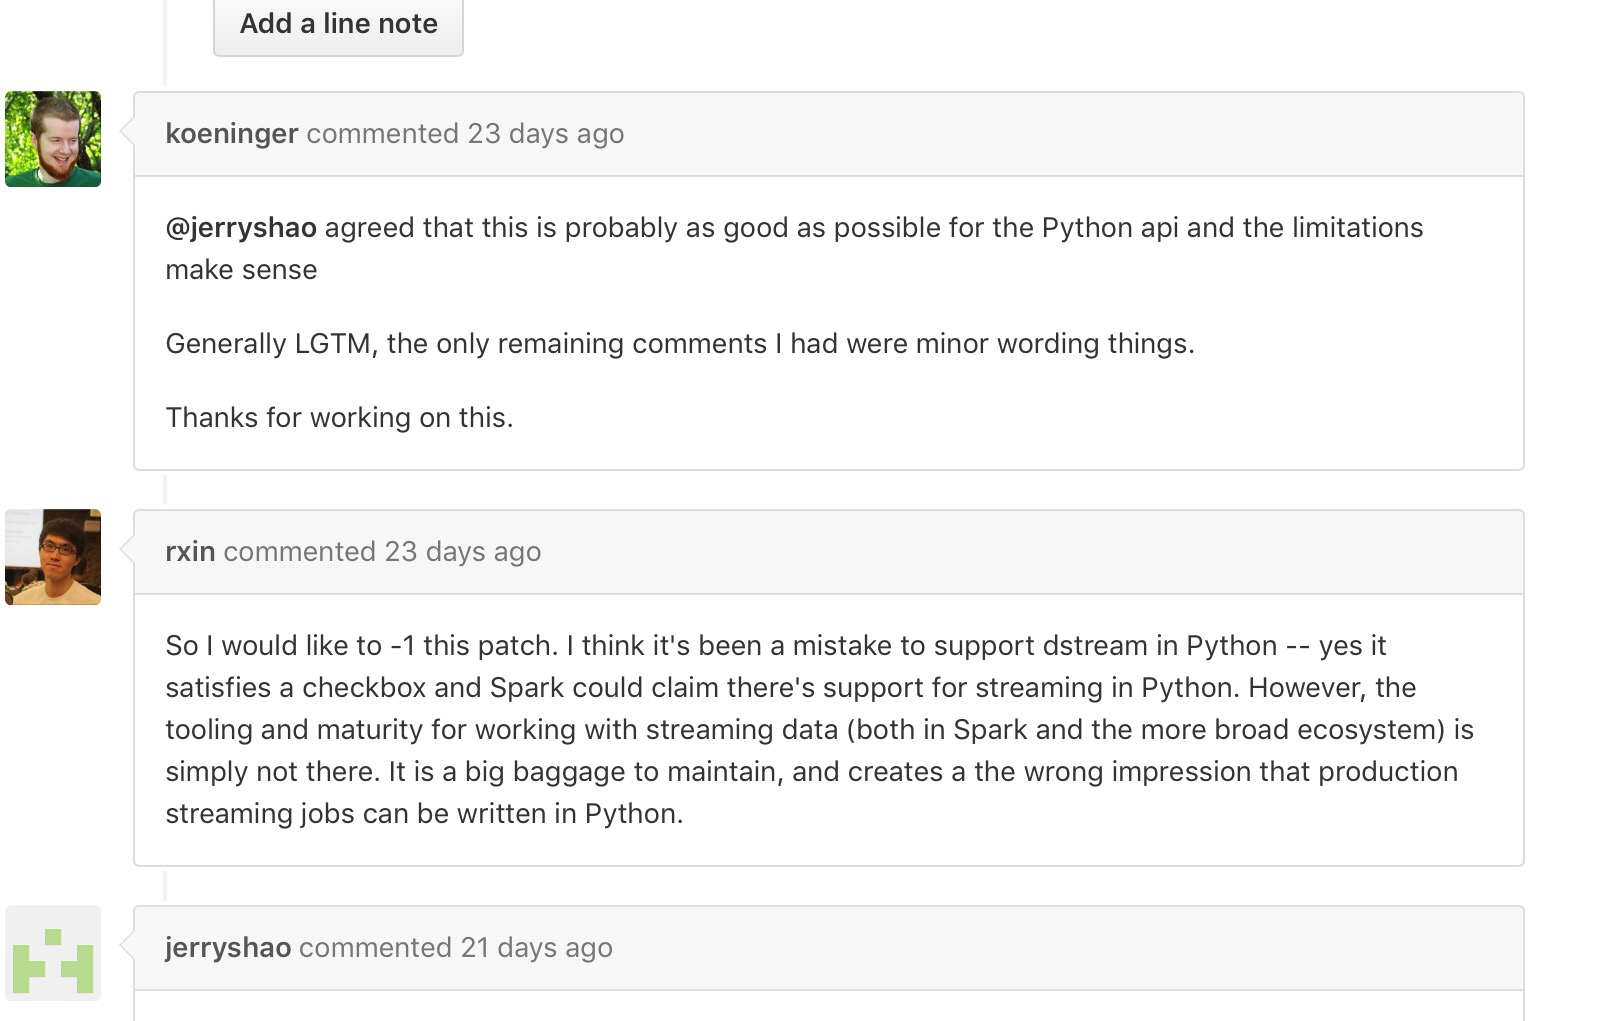 Add a line note
koeninger commented 23 days ago
@jerryshao agreed that this is probably as good as possible for the Python api and the limitations
make sense
Generally LGTM, the only remaining comments I had were minor wording things.
Thanks for working on this.
rxin commented 23 days ago
So I would like to -1 this patch. I think it's been a mistake to support dstream in Python -- yes it
satisfies a checkbox and Spark could claim there's support for streaming in Python. However, the
tooling and maturity for working with streaming data (both in Spark and the more broad ecosystem) is
simply not there. It is a big baggage to maintain, and creates a the wrong impression that production
streaming jobs can be written in Python.
jerryshao commented 21 days ago